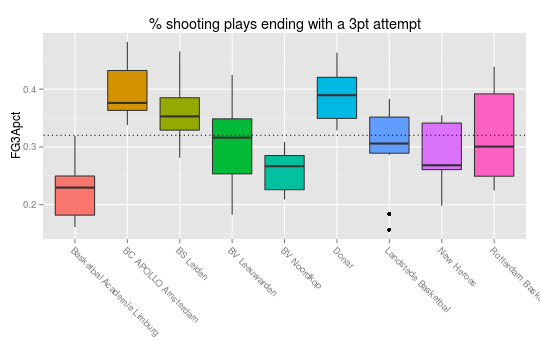 % shooting plays ending with a 3pt attempt
FG3Apct
0.4
0.3
0.2
Basketbal Academie Limburg
BC APOLLO Amsterdam
BS Leiden
BV Leeuwarden
BV Noordkop
Donar
Landstede Basketbal
New Heroes
Rotterdam